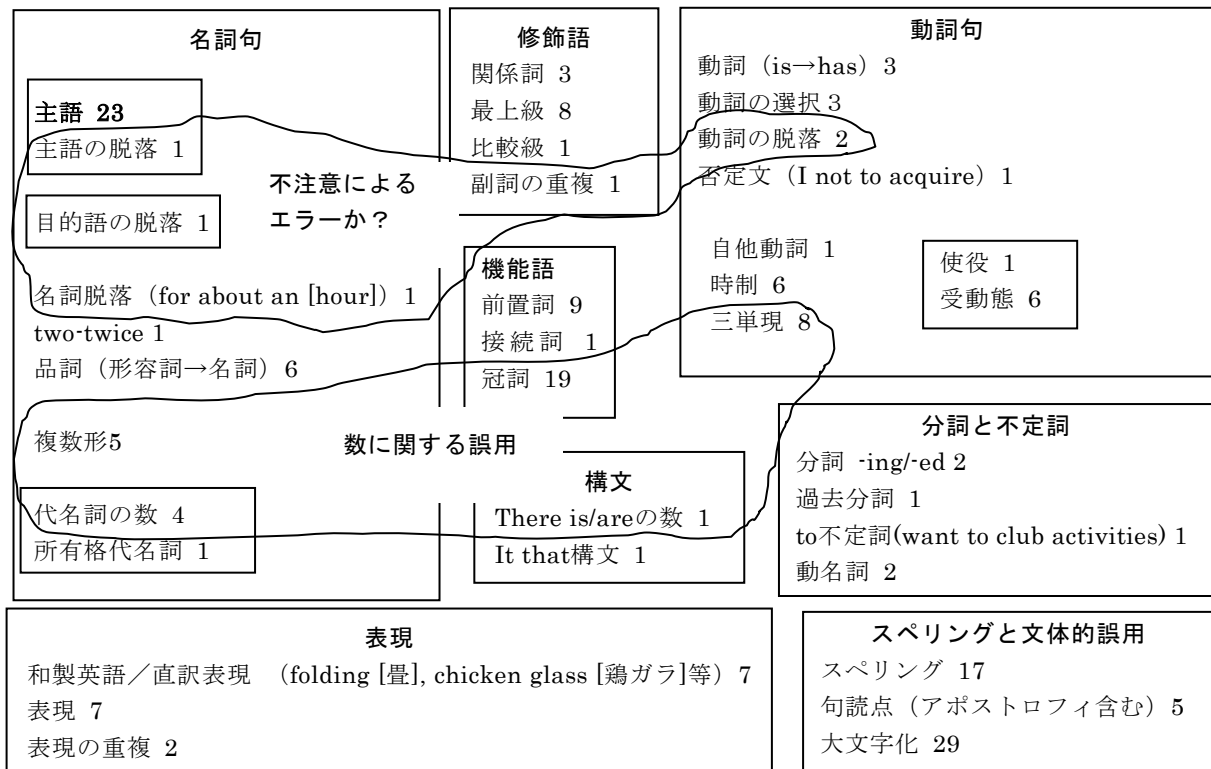 名詞句
主語 23
主語の脱落 1
不注意による
エラーか？
目的語の脱落 1
名詞脱落（for about an [hour]）1
two-twice 1
品詞（形容詞→名詞）6
複数形5
数に関する誤用
代名詞の数 4
所有格代名詞 1
修飾語
関係詞 3
最上級 8
比較級 1
副詞の重複 1
機能語
前置詞 9
接続詞 1
冠詞 19
構文
There is/areの数 1
It that構文 1
動詞句
動詞（is→has）3
動詞の選択 3
動詞の脱落 2
否定文（I not to acquire）1
自他動詞 1
時制 6
三単現 8
使役 1
受動態 6
分詞と不定詞
分詞 -ing/-ed 2
過去分詞 1
to不定詞(want to club activities) 1
動名詞 2
表現
和製英語／直訳表現 （folding [畳], chicken glass [鶏ガラ]等）7
表現 7
表現の重複 2
スペリングと文体的誤用
スペリング 17
句読点（アポストロフィ含む）5
大文字化 29